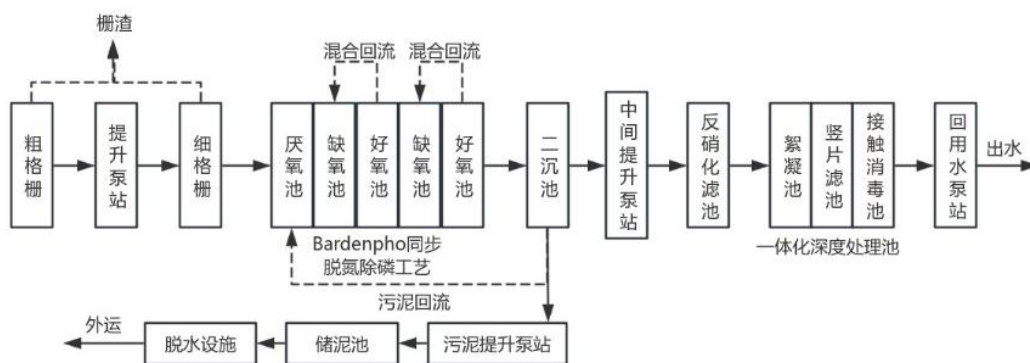 栅渣
混合回流
混合回流
粗格栅
提升泵站
细格栅
厌氧池
缺氧池
好氧池
缺氧池
好氧池
二沉池
中间提升泵站
反硝化滤池
絮凝池
竖片滤池
接触消毒池
回用水泵站
出水
Bardenpho同步
脱氮除磷工艺
一体化深度处理池
污泥回流
外运
脱水设施
储泥池
污泥提升泵站